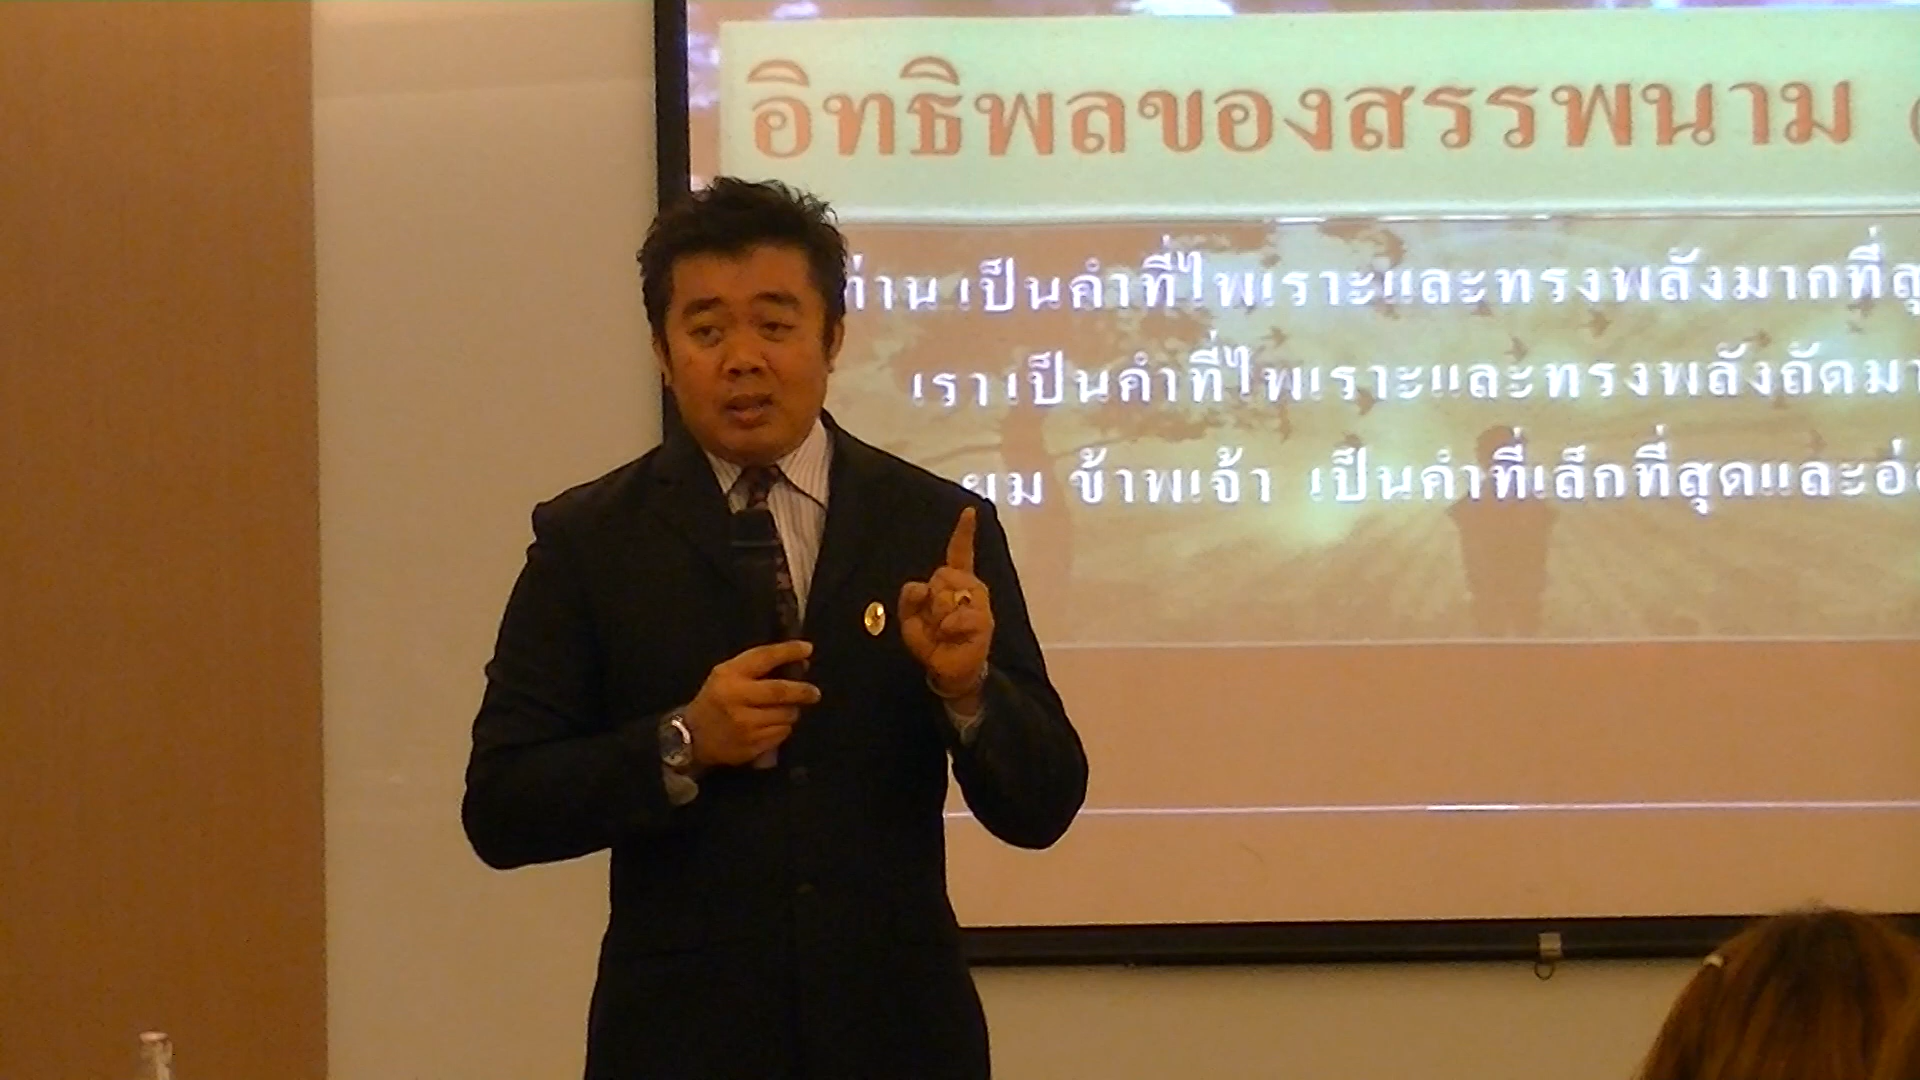 อิทธิพลของสรรพนาม
ท่าน เป็นคำที่ไพเราะและทรงพลังมากที่สุ
เรา เป็นคำที่ไพเราะและทรงพลังถัดมา
ผม ข้าพเจ้า เป็นคำที่เล็กที่สุดและอ่